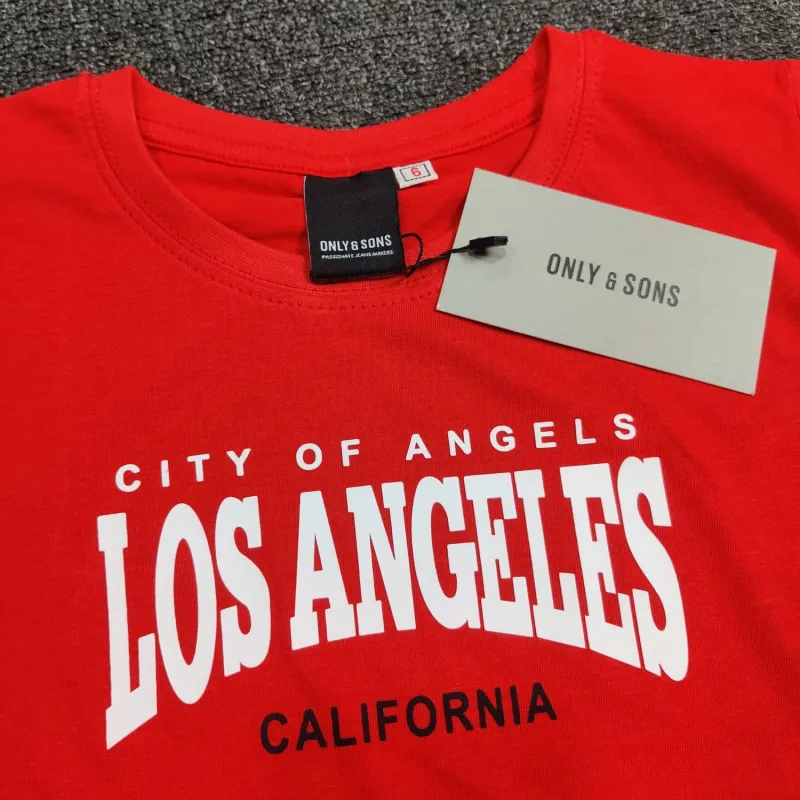 6
ONLY & SONS
PASSIONATE JEANS MAKERS
ONLY & SONS
CITY OF ANGELS
LOS ANGELES
CALIFORNIA